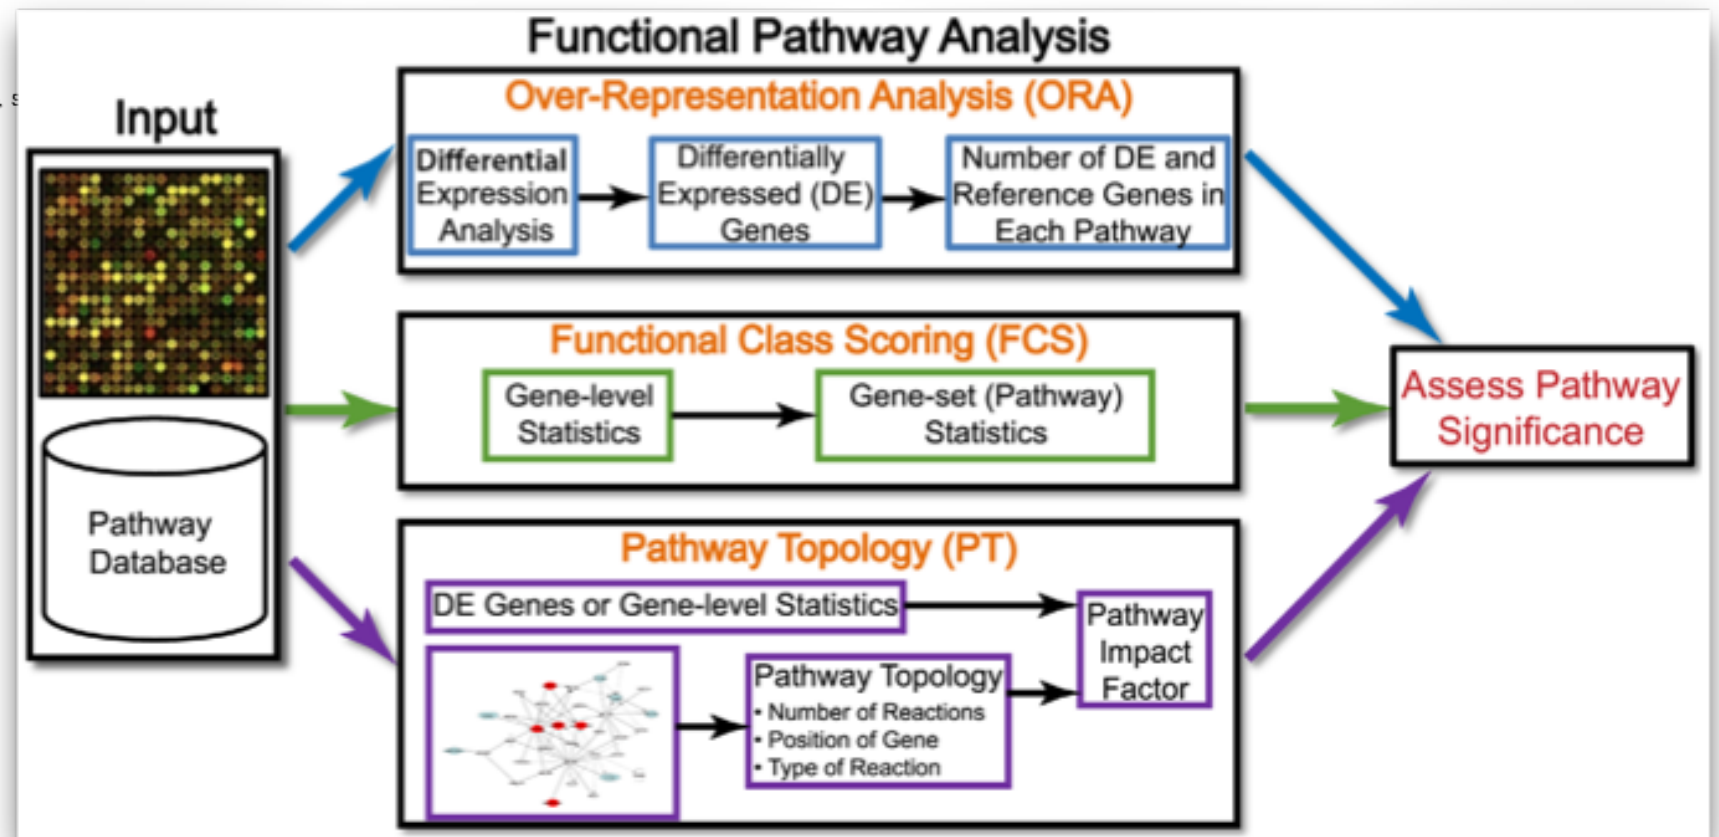 Functional Pathway Analysis
Input
Pathway
Database
Over-Representation Analysis (ORA)
Differential
Expression
Analysis
Differentially
Expressed (DE)
Genes
Number of DE and
Reference Genes in
Each Pathway
Functional Class Scoring (FCS)
Gene-level
Statistics
Gene-set (Pathway)
Statistics
Pathway Topology (PT)
DE Genes or Gene-level Statistics
Pathway Topology
• Number of Reactions
• Position of Gene
• Type of Reaction
Pathway
Impact
Factor
Assess Pathway
Significance